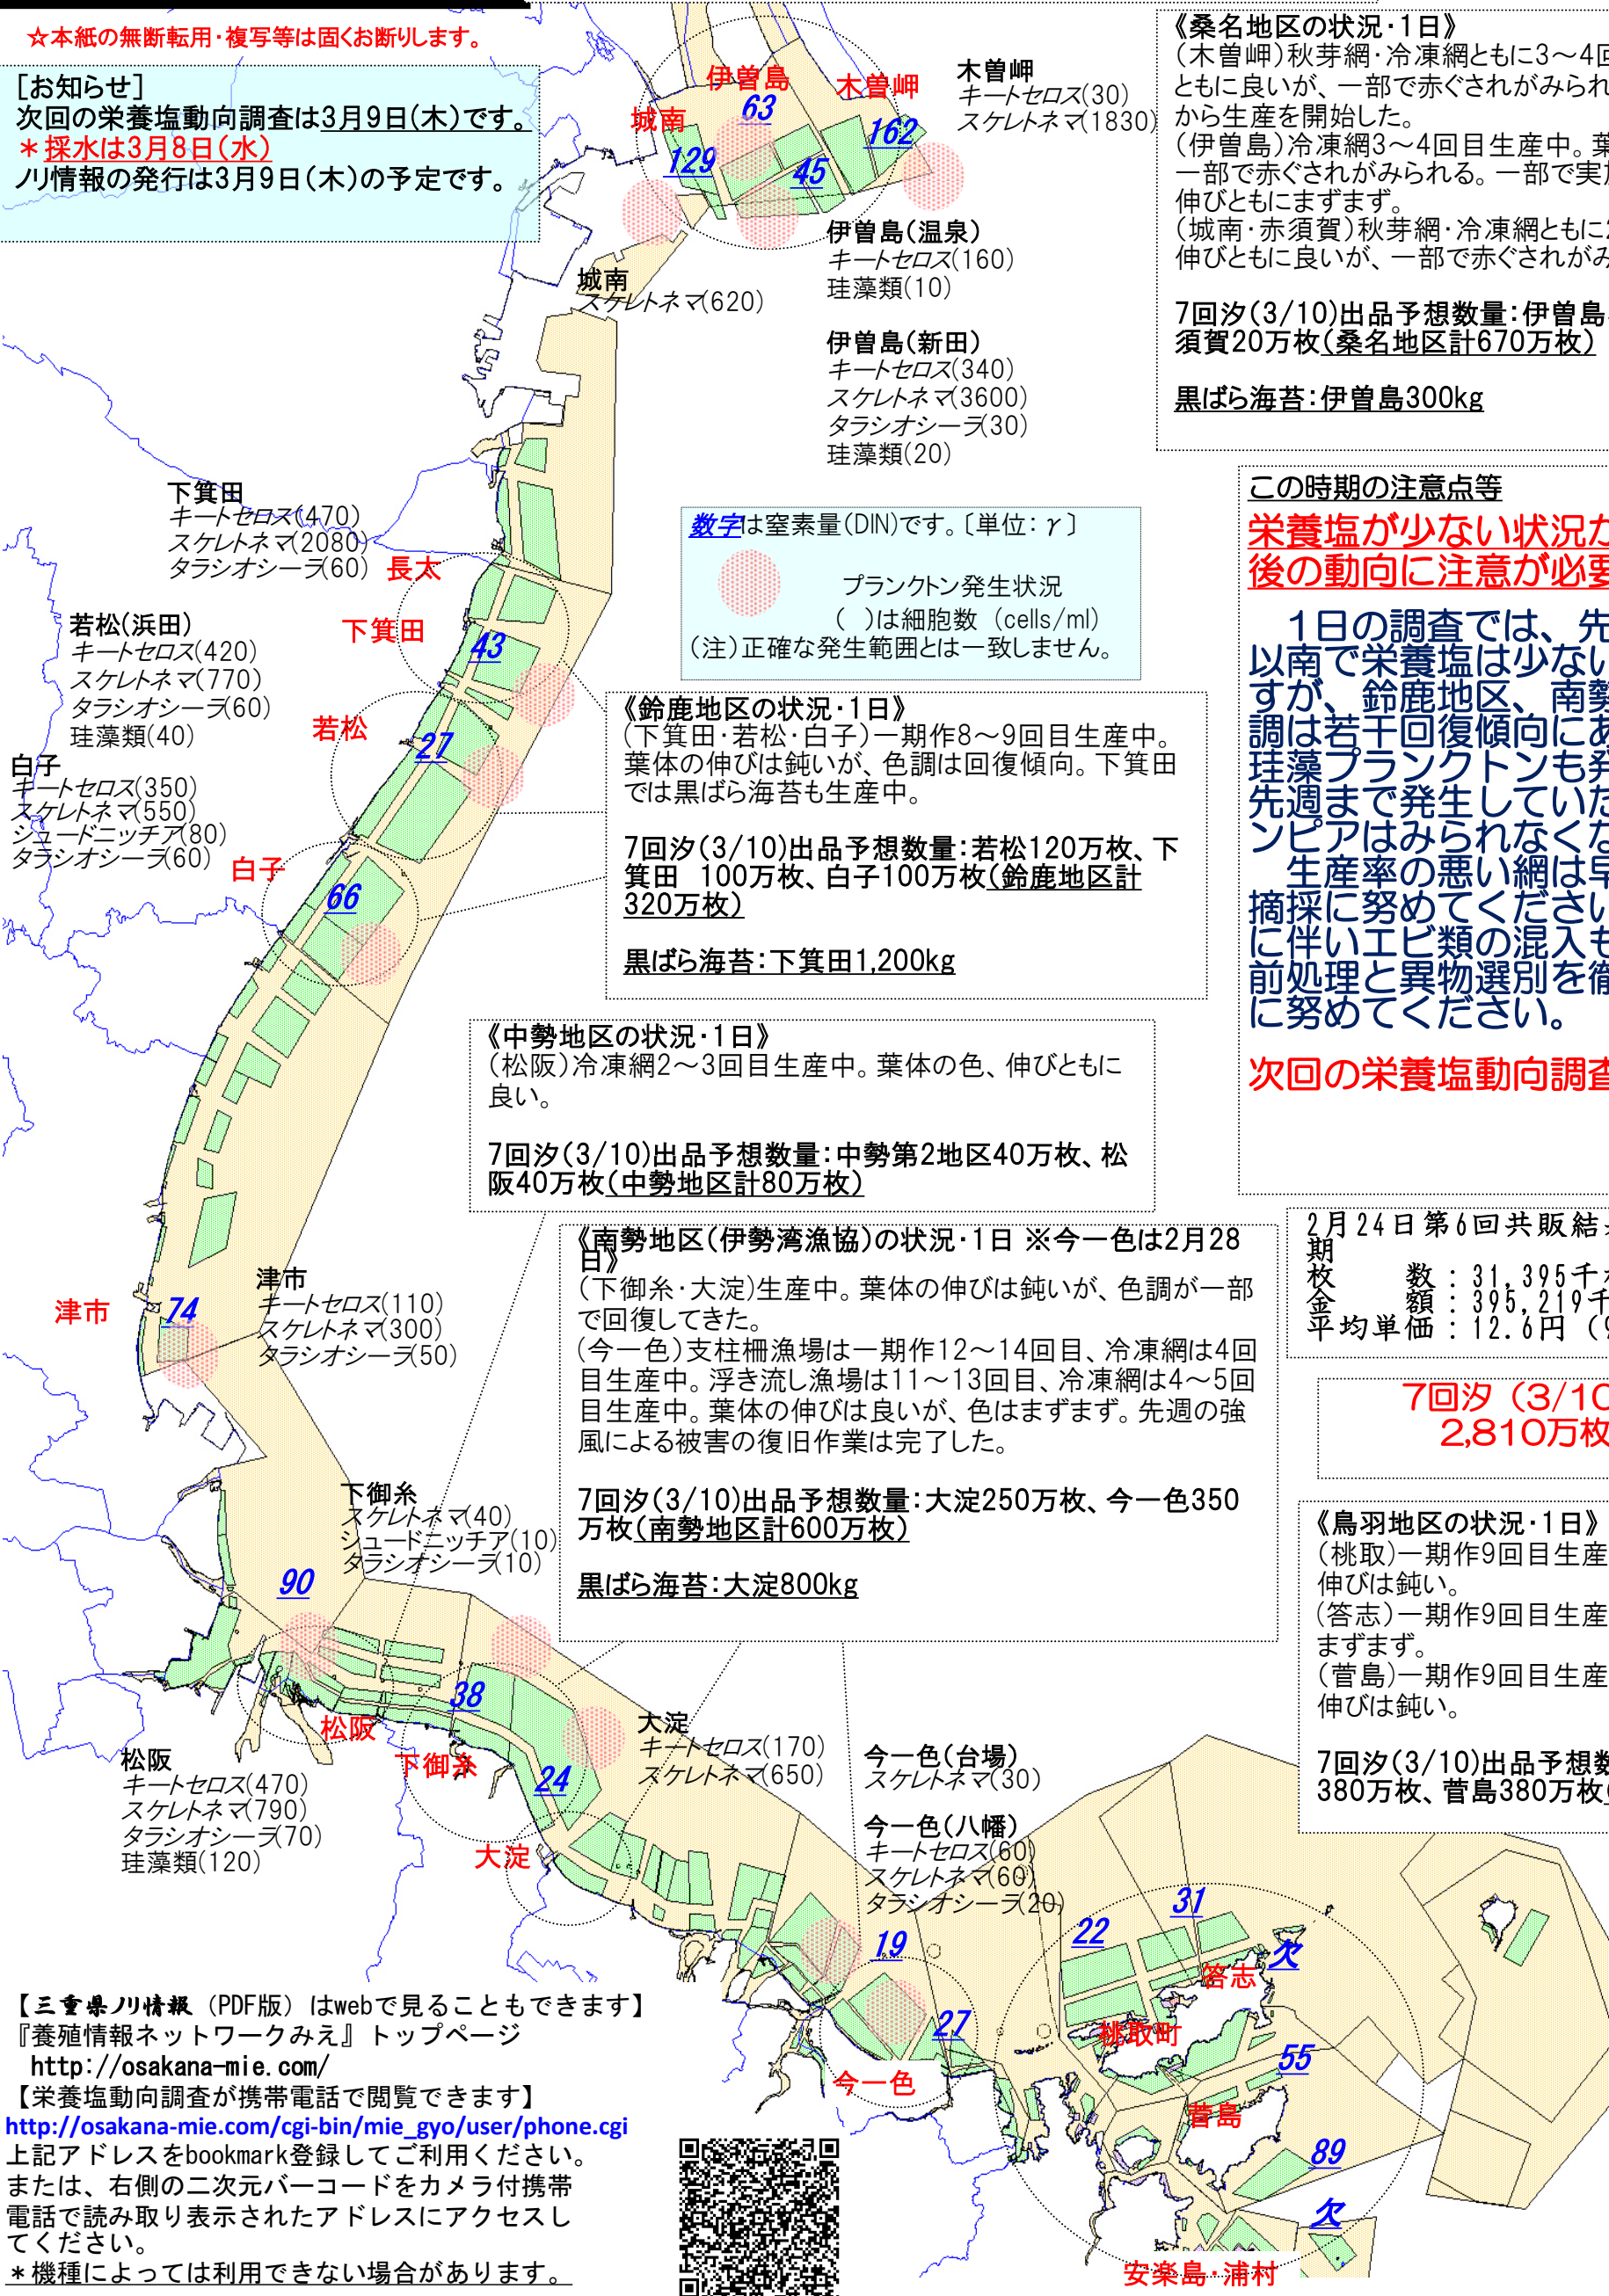 ☆本紙の無断転用・複写等は固くお断りします。
［お知らせ］
次回の栄養塩動向調査は3月9日(木)です。
＊採水は3月8日(水)
ノリ情報の発行は3月9日(木)の予定です。
伊曽島
木曽岬
城南
63
162
129
45
木曽岬
キートセロス(30)
スケレトネマ(1830)
伊曽島(温泉)
キートセロス(160)
珪藻類(10)
城南
スケレトネマ(620)
伊曽島(新田)
キートセロス(340)
スケレトネマ(3600)
タラシオシーラ(30)
珪藻類(20)
《桑名地区の状況・1日》
(木曽岬)秋芽網・冷凍網ともに3～4回
ともに良いが、一部で赤ぐされがみられ
から生産を開始した。
(伊曽島)冷凍網3～4回目生産中。葉
一部で赤ぐされがみられる。一部で実
伸びともにまずまず。
(城南・赤須賀)秋芽網・冷凍網ともに
伸びともに良いが、一部で赤ぐされがみ
7回汐(3/10)出品予想数量：伊曽島
須賀20万枚(桑名地区計670万枚)
黒ばら海苔：伊曽島300kg
下箕田
キートセロス(470)
スケレトネマ(2080)
タラシオシーラ(60)
長太
下箕田
43
若松(浜田)
キートセロス(420)
スケレトネマ(770)
タラシオシーラ(60)
珪藻類(40)
若松
27
白子
キートセロス(350)
スケレトネマ(550)
シュードニッチア(80)
タラシオシーラ(60)
白子
66
数字は窒素量(DIN)です。〔単位：γ〕
プランクトン発生状況
( )は細胞数 (cells/ml)
(注)正確な発生範囲とは一致しません。
《鈴鹿地区の状況・1日》
(下箕田・若松・白子)一期作8～9回目生産中。
葉体の伸びは鈍いが、色調は回復傾向。下箕田
では黒ばら海苔も生産中。
7回汐(3/10)出品予想数量：若松120万枚、下
箕田 100万枚、白子100万枚(鈴鹿地区計
320万枚)
黒ばら海苔：下箕田1,200kg
この時期の注意点等
栄養塩が少ない状況が
後の動向に注意が必要
1日の調査では、先
以南で栄養塩は少ない
すが、鈴鹿地区、南勢
調は若干回復傾向にあ
珪藻プランクトンも発
先週まで発生していた
ンピアはみられなくな
生産率の悪い網は早
摘採に努めてください
に伴いエビ類の混入も
前処理と異物選別を徹
に努めてください。
次回の栄養塩動向調査
《中勢地区の状況・1日》
(松阪)冷凍網2～3回目生産中。葉体の色、伸びともに
良い。
7回汐(3/10)出品予想数量：中勢第2地区40万枚、松
阪40万枚(中勢地区計80万枚)
津市
74
津市
キートセロス(110)
スケレトネマ(300)
タラシオシーラ(50)
《南勢地区(伊勢湾漁協)の状況・1日 ※今一色は2月28
日》
(下御糸・大淀)生産中。葉体の伸びは鈍いが、色調が一部
で回復してきた。
(今一色)支柱柵漁場は一期作12～14回目、冷凍網は4回
目生産中。浮き流し漁場は11～13回目、冷凍網は4～5回
目生産中。葉体の伸びは良いが、色はまずまず。先週の強
風による被害の復旧作業は完了した。
7回汐(3/10)出品予想数量：大淀250万枚、今一色350
万枚(南勢地区計600万枚)
黒ばら海苔：大淀800kg
2月24日第6回共販結
期
枚　　数：31,395千
金　　額：395,219千
平均単価：12.6円（
7回汐（3/10
2,810万枚
《鳥羽地区の状況・1日》
(桃取)一期作9回目生産
伸びは鈍い。
(答志)一期作9回目生産
まずまず。
(菅島)一期作9回目生産
伸びは鈍い。
7回汐(3/10)出品予想数
380万枚、菅島380万枚
下御糸
スケレトネマ(40)
シュードニッチア(10)
タラシオシーラ(10)
90
38
24
松阪
下御糸
大淀
松阪
キートセロス(470)
スケレトネマ(790)
タラシオシーラ(70)
珪藻類(120)
大淀
キートセロス(170)
スケレトネマ(650)
今一色(台場)
スケレトネマ(30)
今一色(八幡)
キートセロス(60)
スケレトネマ(60)
タラシオシーラ(20)
19
27
今一色
22
31
欠
答志
桃取町
55
菅島
89
欠
安楽島・浦村
【三重県ノリ情報（PDF版）はwebで見ることもできます】
『養殖情報ネットワークみえ』トップページ
http://osakana-mie.com/
【栄養塩動向調査が携帯電話で閲覧できます】
http://osakana-mie.com/cgi-bin/mie_gyo/user/phone.cgi
上記アドレスをbookmark登録してご利用ください。
または、右側の二次元バーコードをカメラ付携帯
電話で読み取り表示されたアドレスにアクセスし
てください。
＊機種によっては利用できない場合があります。